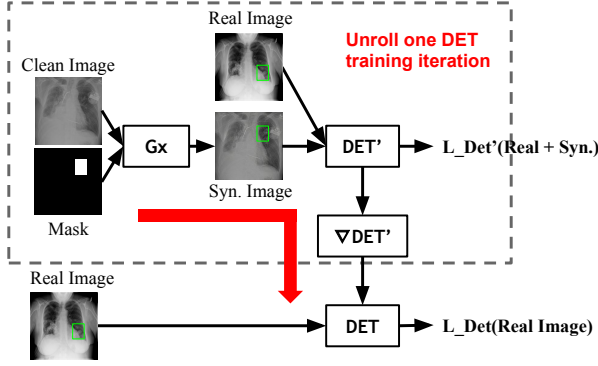 Real Image
Unroll one DET
training iteration
Clean Image
Gx
DET'
L_Det'(Real + Syn.)
Syn. Image
Mask
∇DET'
Real Image
DET
L_Det(Real Image)